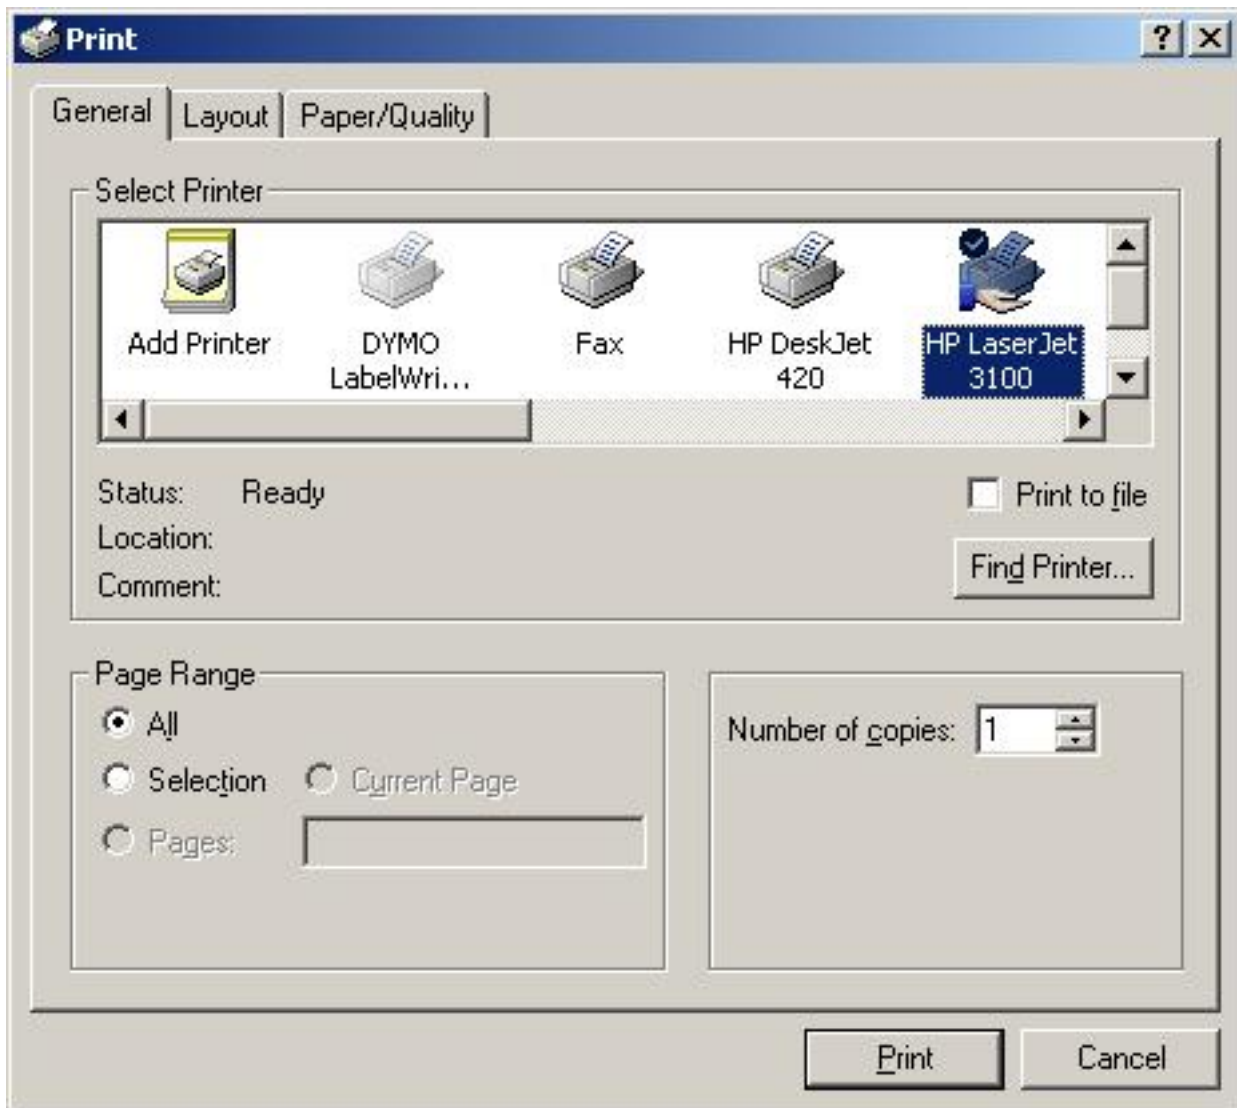 Print
General Layout Paper/Quality
Select Printer
Add Printer
DYMO
LabelWri...
Fax
HP DeskJet
420
HP LaserJet
3100
Status: Ready
Print to file
Location:
Find Printer...
Comment:
Page Range
All
Selection Current Page
Pages:
Number of copies: 1
Print Cancel